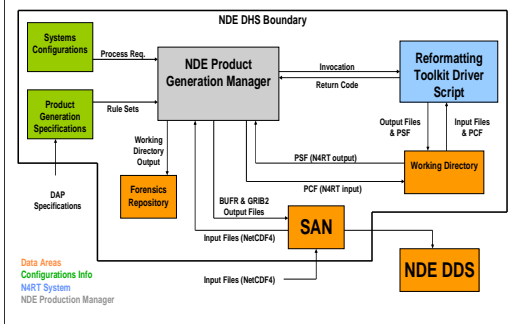 NDE DHS Boundary
Systems
Configurations
Process Req.
NDE Product
Generation Manager
Invocation
Return Code
Reformatting
Toolkit Driver
Script
Product
Generation
Specifications
Rule Sets
Output Files
& PSF
Input Files
& PCF
Working
Directory
Output
PSF (N4RT output)
Working Directory
DAP
Specifications
Forensics
Repository
PCF (N4RT input)
BUFR & GRIB2
Output Files
SAN
Input Files (NetCDF4)
NDE DDS
Data Areas
Configurations Info
N4RT System
NDE Production Manager
Input Files (NetCDF4)